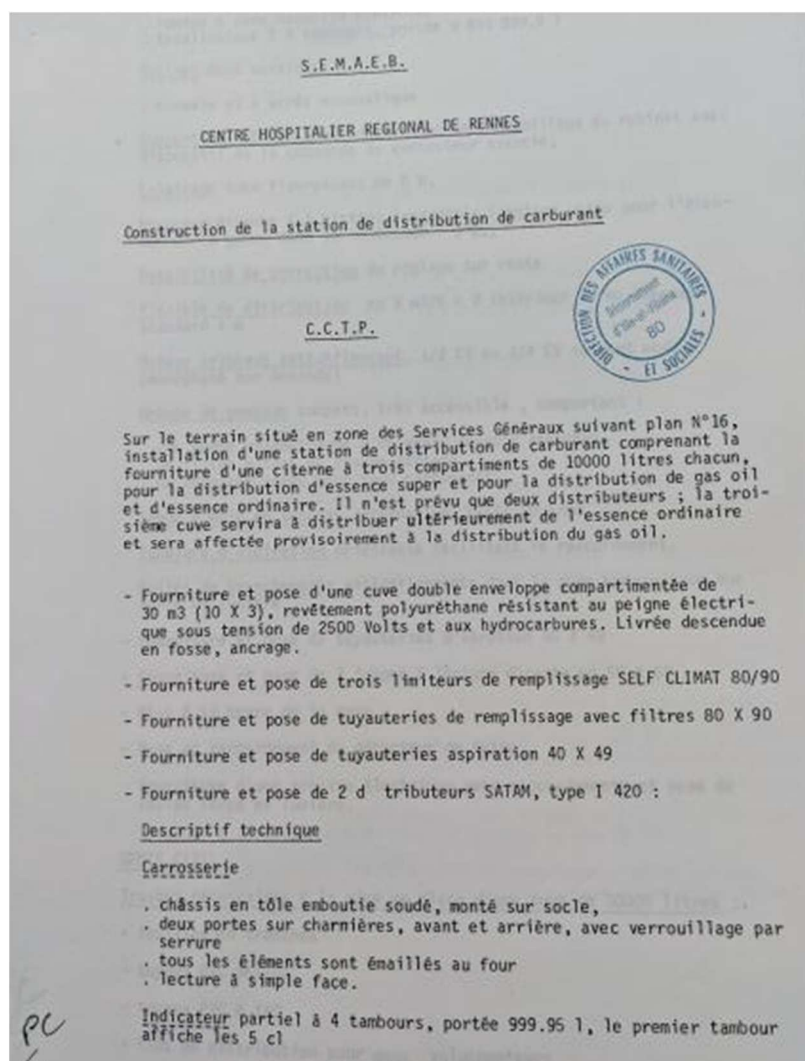 S.E.M.A.E.B.
CENTRE HOSPITALIER REGIONAL DE RENNES
Construction de la station de distribution de carburant
DIRECTION DES AFFAIRES SANITAIRES
- ET SOCIALES -
Département
d'Ille-et-Vilaine
80
C.C.T.P.
Sur le terrain situé en zone des Services Généraux suivant plan N°16,
installation d'une station de distribution de carburant comprenant la
fourniture d'une citerne à trois compartiments de 10000 litres chacun,
pour la distribution d'essence super et pour la distribution de gas oil
et d'essence ordinaire. Il n'est prévu que deux distributeurs ; la troi-
sième cuve servira à distribuer ultérieurement de l'essence ordinaire
et sera affectée provisoirement à la distribution du gas oil.
- Fourniture et pose d'une cuve double enveloppe compartimentée de
30 m3 (10 X 3), revêtement polyuréthane résistant au peigne électri-
que sous tension de 2500 Volts et aux hydrocarbures. Livrée descendue
en fosse, ancrage.
- Fourniture et pose de trois limiteurs de remplissage SELF CLIMAT 80/90
- Fourniture et pose de tuyauteries de remplissage avec filtres 80 X 90
- Fourniture et pose de tuyauteries aspiration 40 X 49
- Fourniture et pose de 2 d tributeurs SATAM, type I 420 :
Descriptif technique
Carrosserie
. châssis en tôle emboutie soudé, monté sur socle,
. deux portes sur charnières, avant et arrière, avec verrouillage par
serrure
. tous les éléments sont émaillés au four
. lecture à simple face.
Indicateur partiel à 4 tambours, portée 999.95 l, le premier tambour
affiche les 5 cl
PC